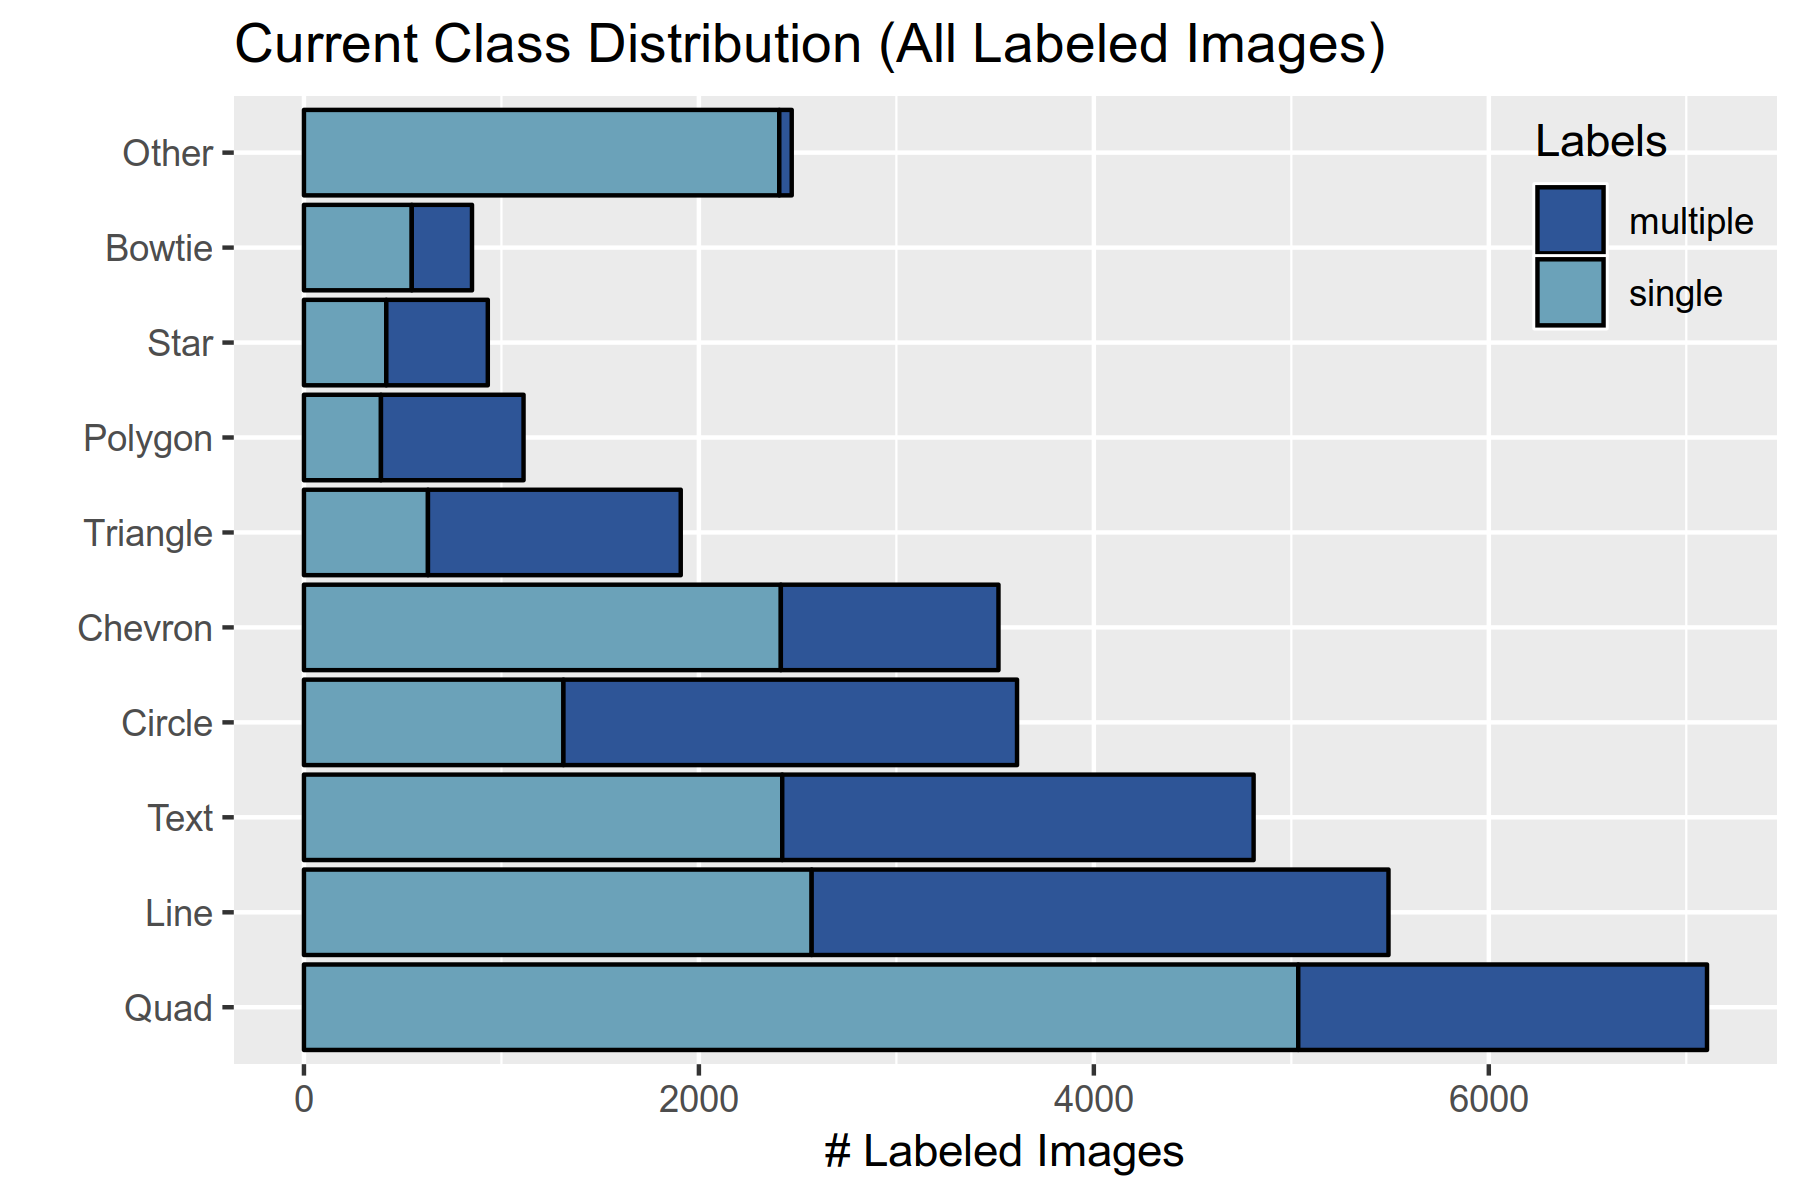 Current Class Distribution (All Labeled Images)
Labels
multiple
single
Other
Bowtie
Star
Polygon
Triangle
Chevron
Circle
Text
Line
Quad
0 2000 4000 6000
# Labeled Images